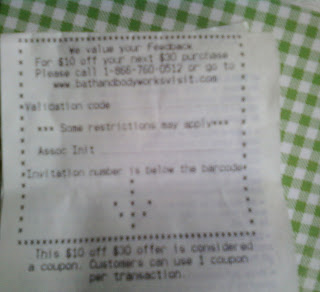 We value your Feedback
For $10 off your next $30 purchase
Please call 1-866-760-0512 or go to
www.bathandbodyworksvisit.com
Validation code
*** Some restrictions may apply***
Assoc Init
Invitation number is below the barcode
This $10 off $30 offer is considered
a coupon. Customers can use 1 coupon
per transaction.